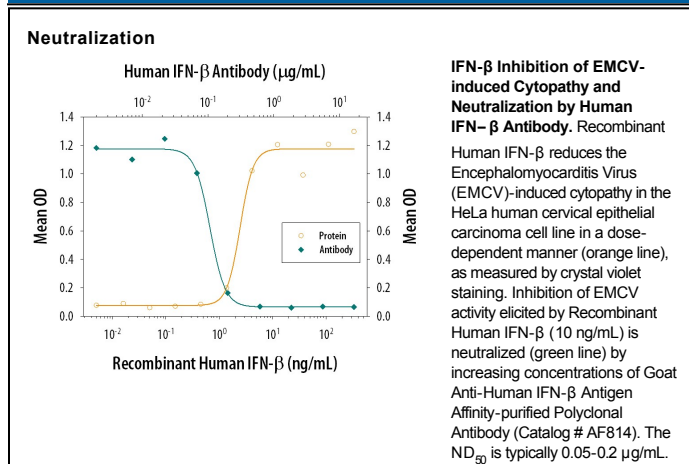 Neutralization
Human IFN-β Antibody (µg/mL)
10⁻² 10⁻¹ 10⁰ 10¹
1.4 1.4
1.2 1.2
1.0 1.0
0.8 0.8
0.6 0.6
0.4 0.4
0.2 0.2
0.0 0.0
Mean OD
Mean OD
Protein
Antibody
10⁻² 10⁻¹ 10⁰ 10¹ 10²
Recombinant Human IFN-β (ng/mL)
IFN-β Inhibition of EMCV-
induced Cytopathy and
Neutralization by Human
IFN– β Antibody. Recombinant
Human IFN-β reduces the
Encephalomyocarditis Virus
(EMCV)-induced cytopathy in the
HeLa human cervical epithelial
carcinoma cell line in a dose-
dependent manner (orange line),
as measured by crystal violet
staining. Inhibition of EMCV
activity elicited by Recombinant
Human IFN-β (10 ng/mL) is
neutralized (green line) by
increasing concentrations of Goat
Anti-Human IFN-β Antigen
Affinity-purified Polyclonal
Antibody (Catalog # AF814). The
ND₅₀ is typically 0.05-0.2 µg/mL.